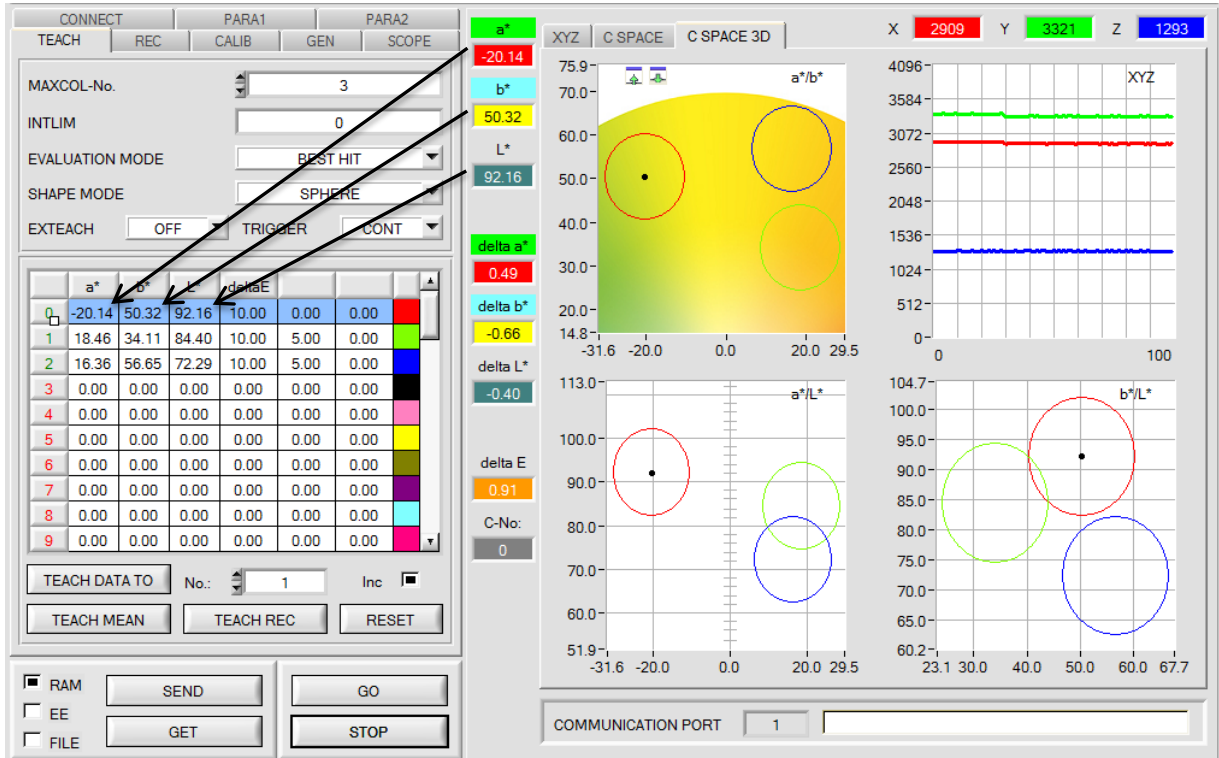 CONNECT PARA1 PARA2
TEACH REC CALIB GEN SCOPE
MAXCOL-No. 3
INTLIM 0
EVALUATION MODE BEST HIT
SHAPE MODE SPHERE
EXTEACH OFF TRIGGER CONT
a* b* L* deltaE
0 -20.14 50.32 92.16 10.00 0.00 0.00
1 18.46 34.11 84.40 10.00 5.00 0.00
2 16.36 56.65 72.29 10.00 5.00 0.00
3 0.00 0.00 0.00 0.00 0.00 0.00
4 0.00 0.00 0.00 0.00 0.00 0.00
5 0.00 0.00 0.00 0.00 0.00 0.00
6 0.00 0.00 0.00 0.00 0.00 0.00
7 0.00 0.00 0.00 0.00 0.00 0.00
8 0.00 0.00 0.00 0.00 0.00 0.00
9 0.00 0.00 0.00 0.00 0.00 0.00
TEACH DATA TO No.: 1 Inc
TEACH MEAN TEACH REC RESET
RAM SEND GO
EE
FILE GET STOP
a*
-20.14
b*
50.32
L*
92.16
delta a*
0.49
delta b*
-0.66
delta L*
-0.40
delta E
0.91
C-No:
0
XYZ C SPACE C SPACE 3D
X 2909 Y 3321 Z 1293
a*/b*
75.9
70.0
60.0
50.0
40.0
30.0
20.0
14.8
-31.6 -20.0 0.0 20.0 29.5
XYZ
4096
3584
3072
2560
2048
1536
1024
512
0
0 100
a*/L*
113.0
100.0
90.0
80.0
70.0
60.0
51.9
-31.6 -20.0 0.0 20.0 29.5
b*/L*
104.7
100.0
95.0
90.0
85.0
80.0
75.0
70.0
65.0
60.2
23.1 30.0 40.0 50.0 60.0 67.7
COMMUNICATION PORT 1